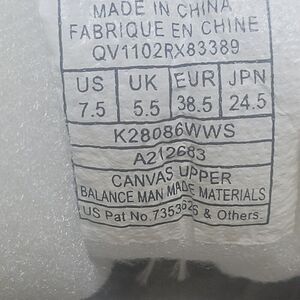 MADE IN CHINA
FABRIQUE EN CHINE
QV1102RX83389
US UK EUR JPN
7.5 5.5 38.5 24.5
K28086WWS
A212683
CANVAS UPPER
BALANCE MAN MADE MATERIALS
US Pat No. & Others.